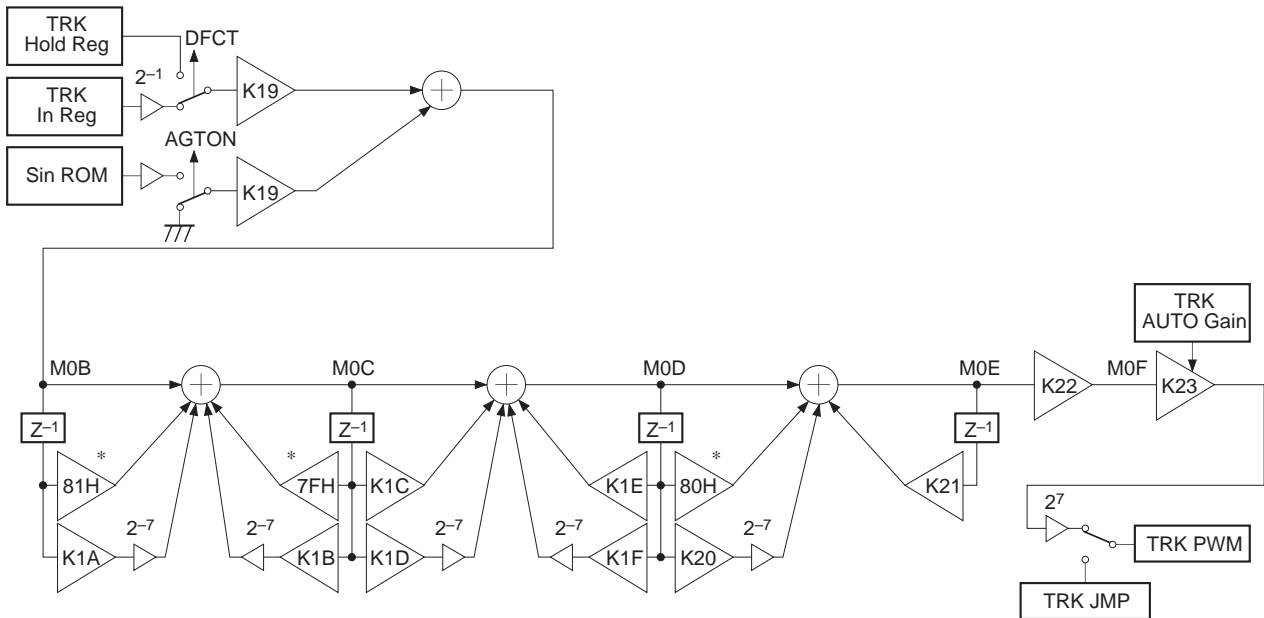 TRK
Hold Reg
DFCT
2⁻¹
TRK
In Reg
K19
AGTON
Sin ROM
K19
TRK
AUTO Gain
M0B
M0C
M0D
M0E
K22
M0F
K23
Z⁻¹
Z⁻¹
Z⁻¹
Z⁻¹
*
*
*
81H
7FH
K1C
K1E
80H
K21
2⁻⁷
2⁻⁷
2⁻⁷
2⁻⁷
2⁻⁷
2⁷
K1A
K1B
K1D
K1F
K20
TRK PWM
TRK JMP